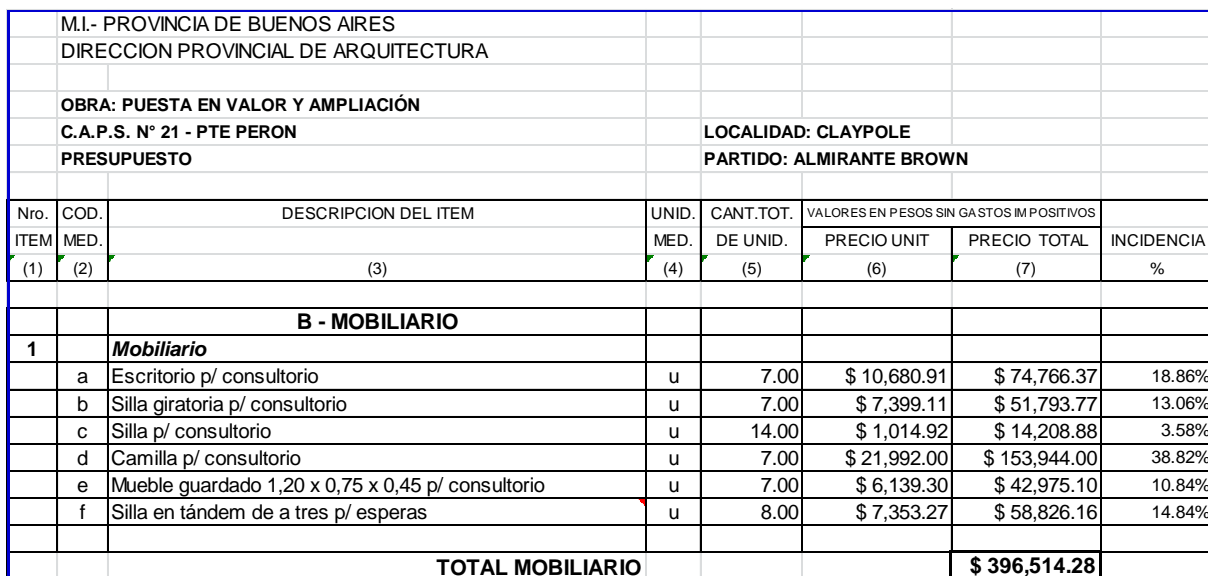 M.I.- PROVINCIA DE BUENOS AIRES
DIRECCION PROVINCIAL DE ARQUITECTURA
OBRA: PUESTA EN VALOR Y AMPLIACIÓN
C.A.P.S. N° 21 - PTE PERON LOCALIDAD: CLAYPOLE
PRESUPUESTO PARTIDO: ALMIRANTE BROWN
Nro. COD. DESCRIPCION DEL ITEM UNID. CANT.TOT. VALORES EN PESOS SIN GASTOS IMPOSITIVOS
ITEM MED. MED. DE UNID. PRECIO UNIT PRECIO TOTAL INCIDENCIA
(1) (2) (3) (4) (5) (6) (7) %
B - MOBILIARIO
1 Mobiliario
a Escritorio p/ consultorio u 7.00 $ 10,680.91 $ 74,766.37 18.86%
b Silla giratoria p/ consultorio u 7.00 $ 7,399.11 $ 51,793.77 13.06%
c Silla p/ consultorio u 14.00 $ 1,014.92 $ 14,208.88 3.58%
d Camilla p/ consultorio u 7.00 $ 21,992.00 $ 153,944.00 38.82%
e Mueble guardado 1,20 x 0,75 x 0,45 p/ consultorio u 7.00 $ 6,139.30 $ 42,975.10 10.84%
f Silla en tándem de a tres p/ esperas u 8.00 $ 7,353.27 $ 58,826.16 14.84%
TOTAL MOBILIARIO $ 396,514.28